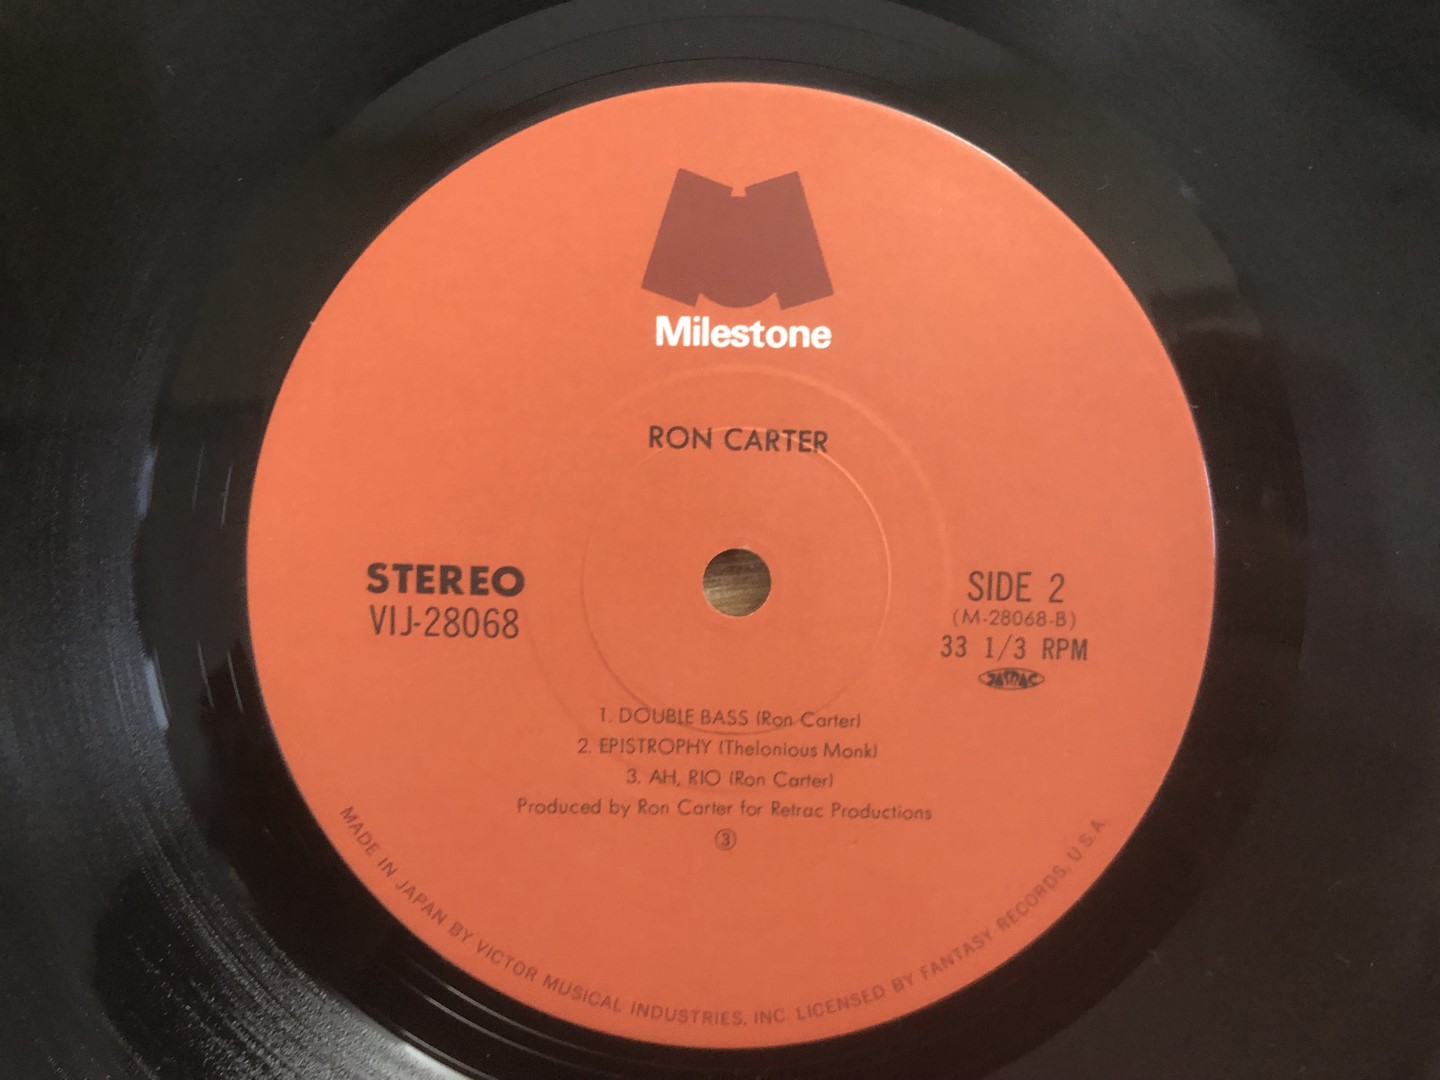 Milestone
RON CARTER
STEREO
VIJ-28068
SIDE 2
(M-28068-B)
33 1/3 RPM
JASRAC
1. DOUBLE BASS (Ron Carter)
2. EPISTROPHY (Thelonious Monk)
3. AH, RIO (Ron Carter)
Produced by Ron Carter for Retrac Productions
③
MADE IN JAPAN BY VICTOR MUSICAL INDUSTRIES, INC. LICENSED BY FANTASY RECORDS, U.S.A.